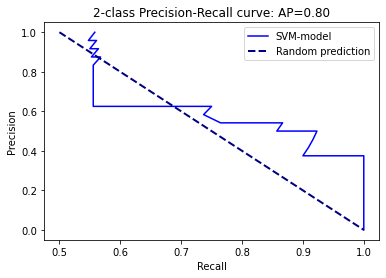 2-class Precision-Recall curve: AP=0.80
SVM-model
Random prediction
Precision
1.0
0.8
0.6
0.4
0.2
0.0
0.5
0.6
0.7
0.8
0.9
1.0
Recall